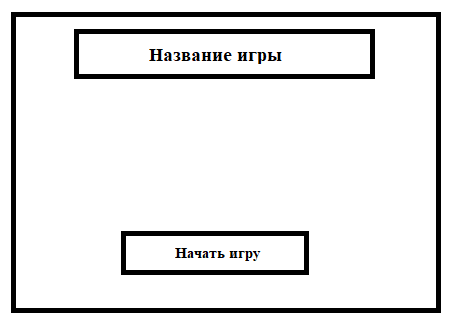 Название игры
Начать игру